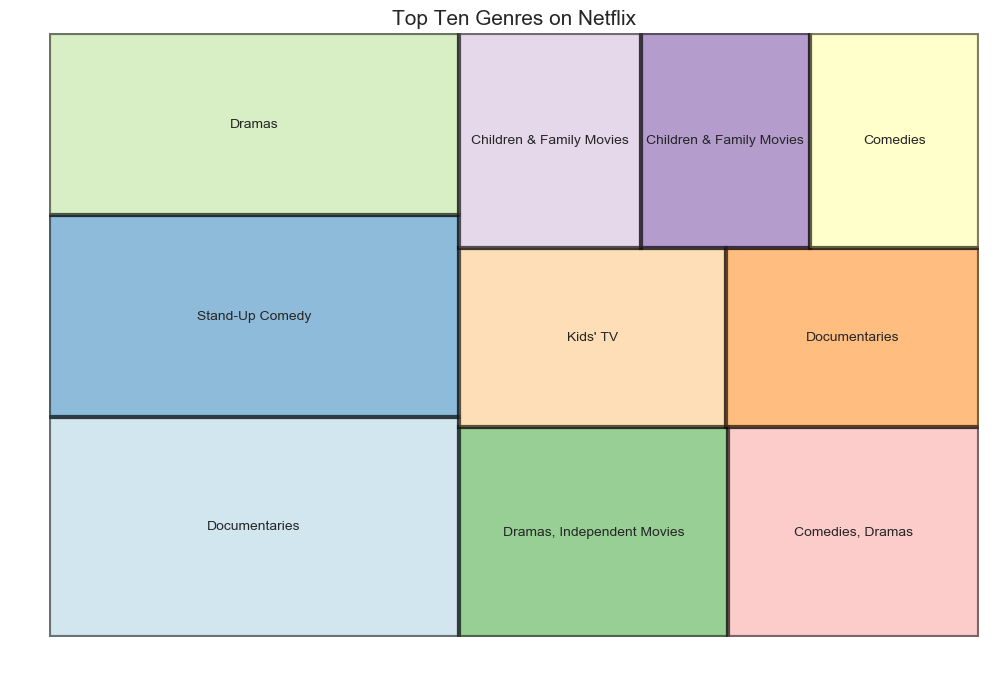 Top Ten Genres on Netflix
Dramas
Children & Family Movies
Children & Family Movies
Comedies
Stand-Up Comedy
Kids' TV
Documentaries
Documentaries
Dramas, Independent Movies
Comedies, Dramas